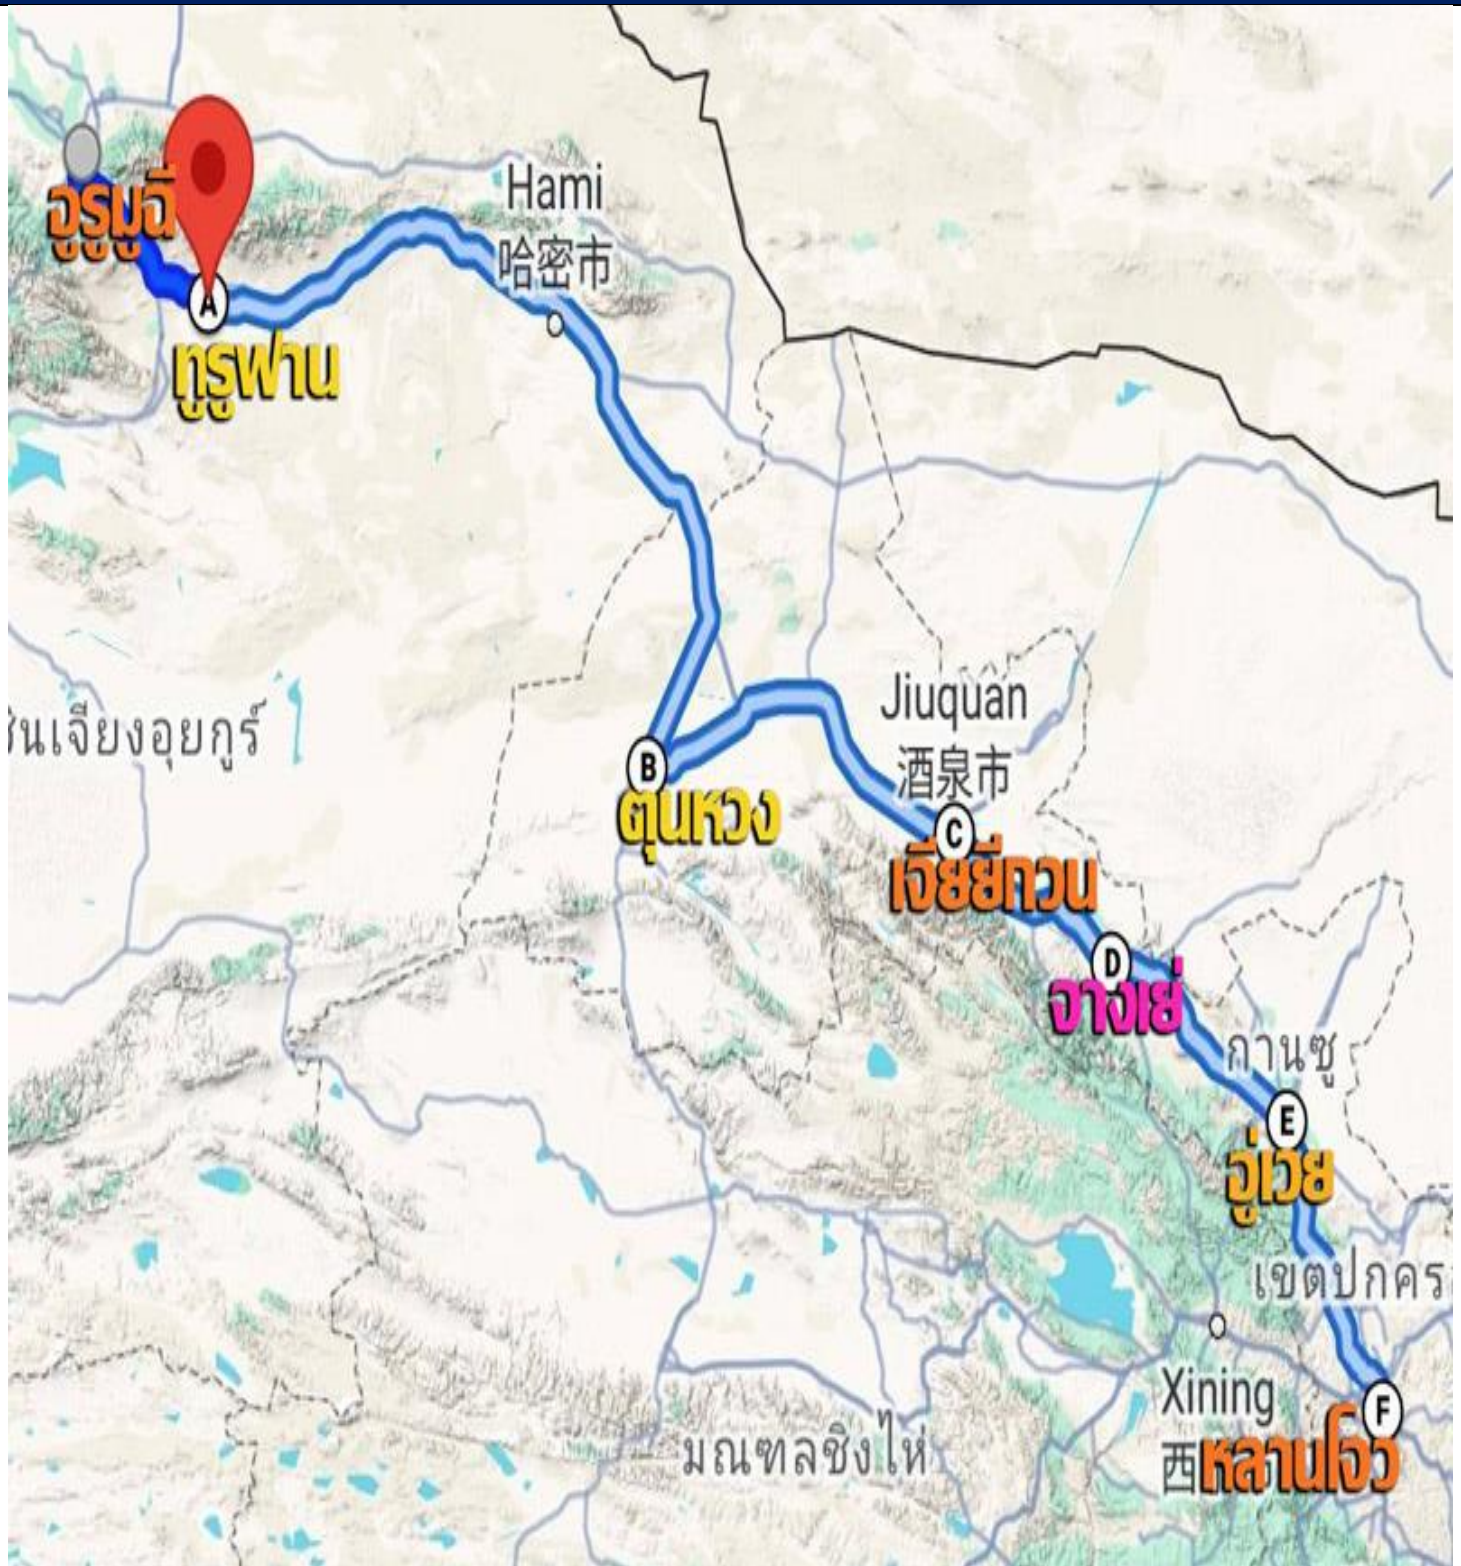 Hami
哈密市
อูรูมูฉี
A
ทูรูฟาน
Jiuquan
酒泉市
ซินเจียงอุยกูร์
B
ตุนหวง
C
เจียยี่กวน
D
จางเย่
กานซู
E
อู่เวย
เขตปกคร
Xining
西
F
หลานโจว
มณฑลชิงไห่